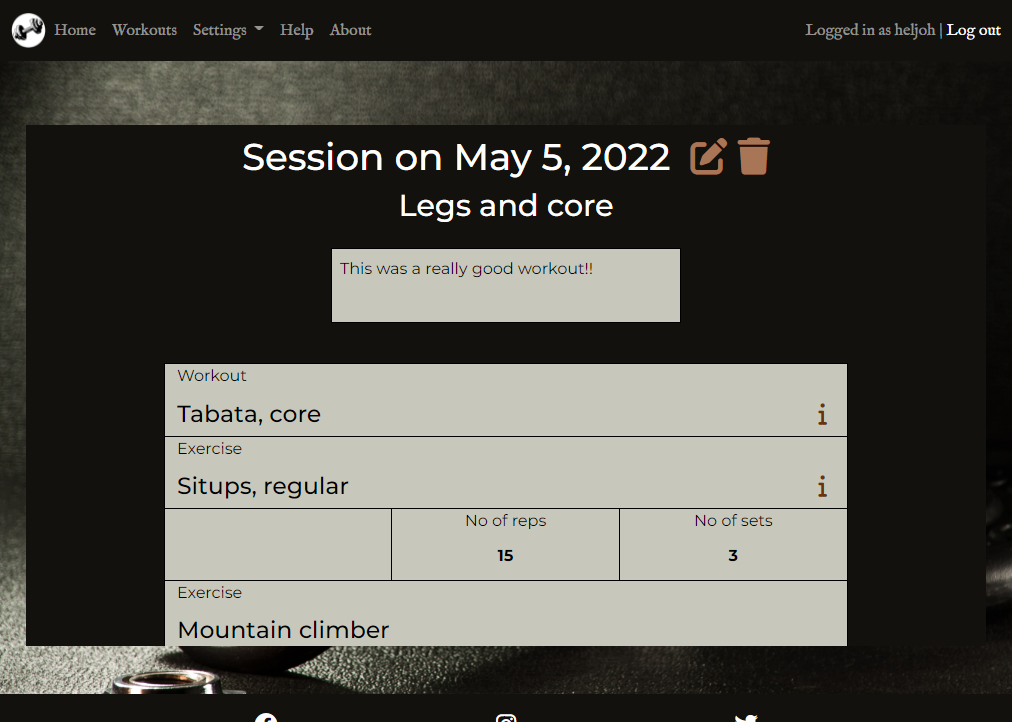 Home Workouts Settings Help About Logged in as heljoh | Log out
Session on May 5, 2022
Legs and core
This was a really good workout!!
Workout
Tabata, core
Exercise
Situps, regular
No of reps No of sets
15 3
Exercise
Mountain climber